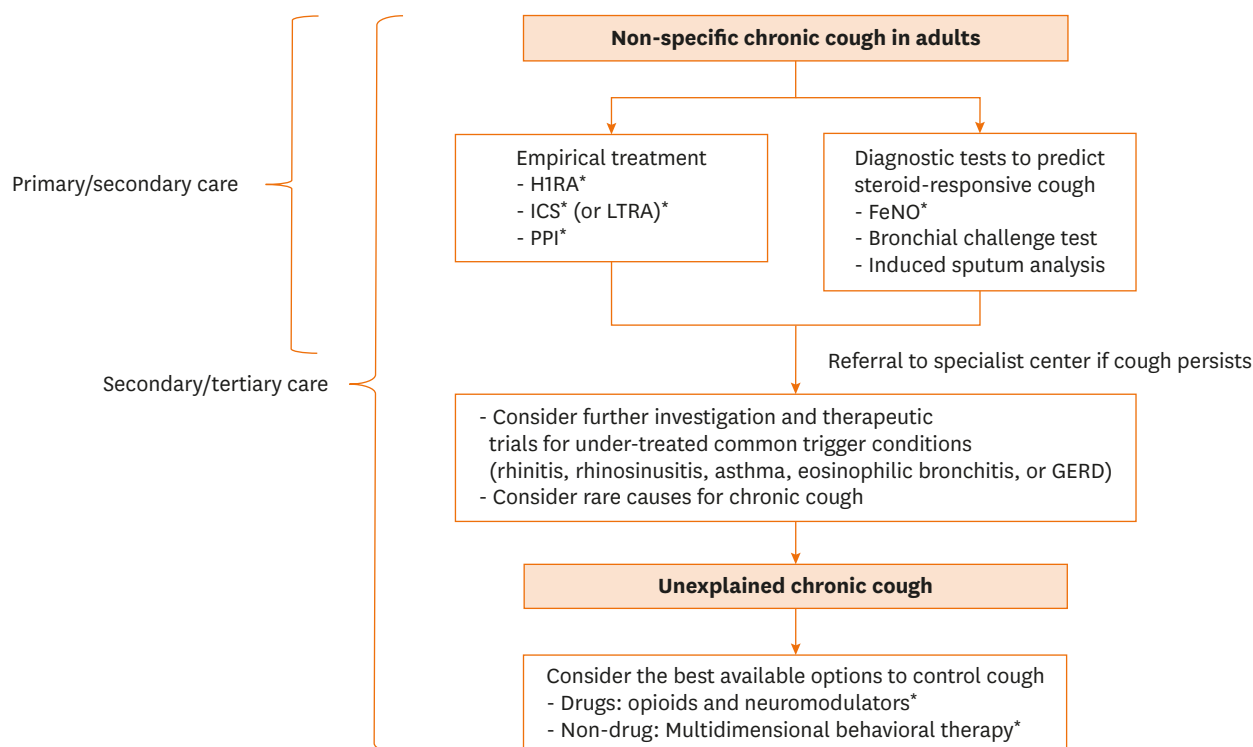 Non-specific chronic cough in adults
Primary/secondary care
Empirical treatment
- H1RA*
- ICS* (or LTRA)*
- PPI*
Diagnostic tests to predict
steroid-responsive cough
- FeNO*
- Bronchial challenge test
- Induced sputum analysis
Referral to specialist center if cough persists
Secondary/tertiary care
- Consider further investigation and therapeutic
trials for under-treated common trigger conditions
(rhinitis, rhinosinusitis, asthma, eosinophilic bronchitis, or GERD)
- Consider rare causes for chronic cough
Unexplained chronic cough
Consider the best available options to control cough
- Drugs: opioids and neuromodulators*
- Non-drug: Multidimensional behavioral therapy*